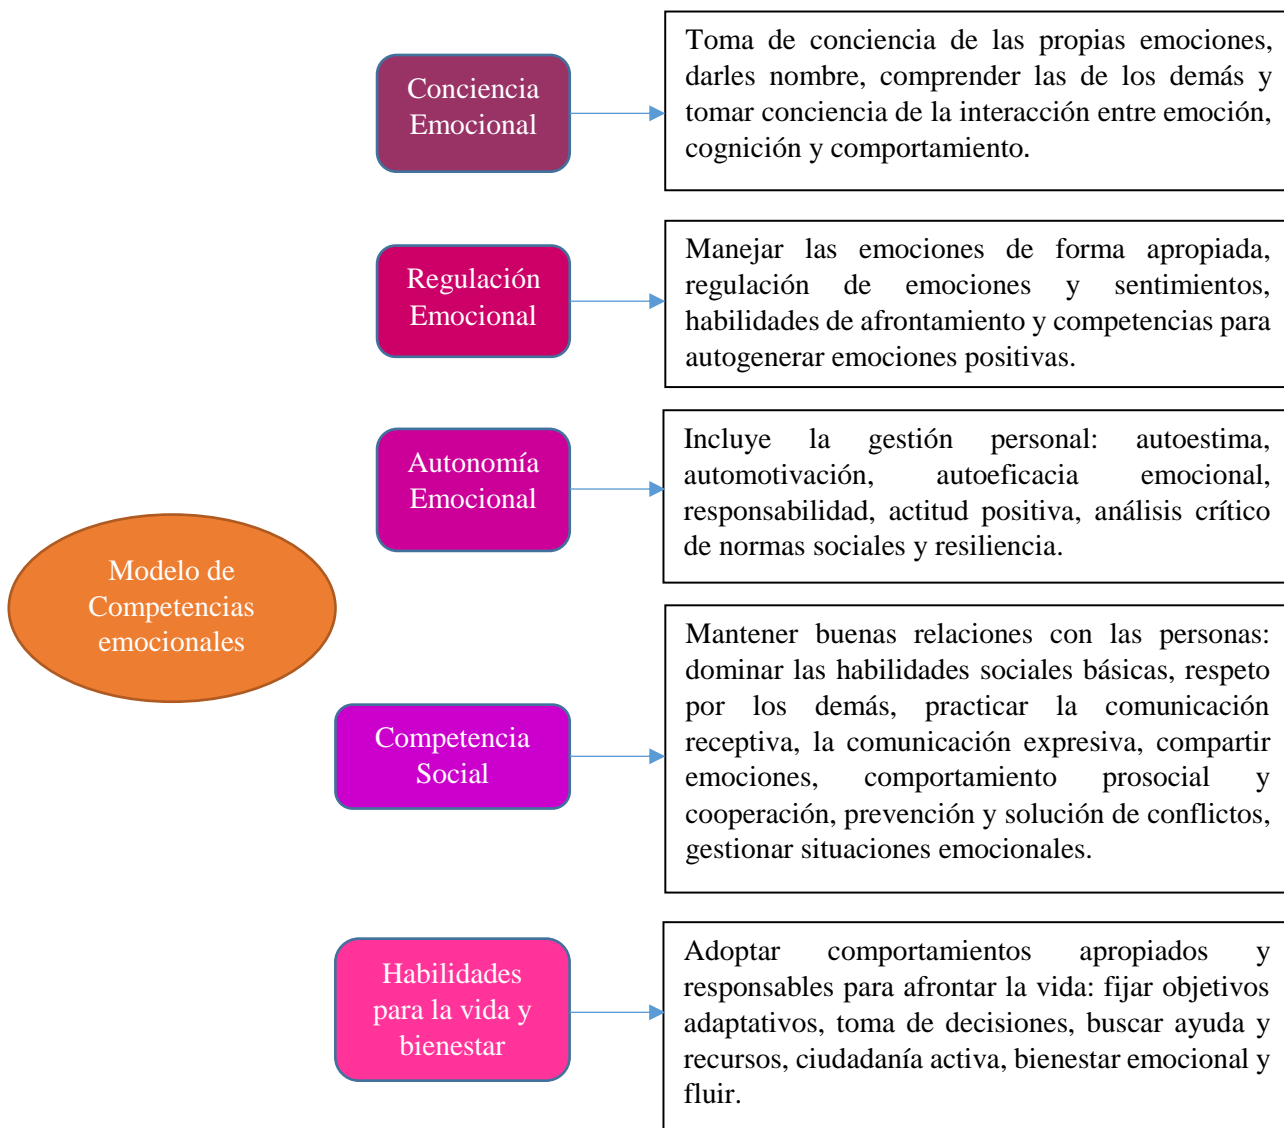 Conciencia
Emocional
Toma de conciencia de las propias emociones,
darles nombre, comprender las de los demás y
tomar conciencia de la interacción entre emoción,
cognición y comportamiento.
Regulación
Emocional
Manejar las emociones de forma apropiada,
regulación de emociones y sentimientos,
habilidades de afrontamiento y competencias para
autogenerar emociones positivas.
Autonomía
Emocional
Incluye la gestión personal: autoestima,
automotivación, autoeficacia emocional,
responsabilidad, actitud positiva, análisis crítico
de normas sociales y resiliencia.
Modelo de
Competencias
emocionales
Competencia
Social
Mantener buenas relaciones con las personas:
dominar las habilidades sociales básicas, respeto
por los demás, practicar la comunicación
receptiva, la comunicación expresiva, compartir
emociones, comportamiento prosocial y
cooperación, prevención y solución de conflictos,
gestionar situaciones emocionales.
Habilidades
para la vida y
bienestar
Adoptar comportamientos apropiados y
responsables para afrontar la vida: fijar objetivos
adaptativos, toma de decisiones, buscar ayuda y
recursos, ciudadanía activa, bienestar emocional y
fluir.